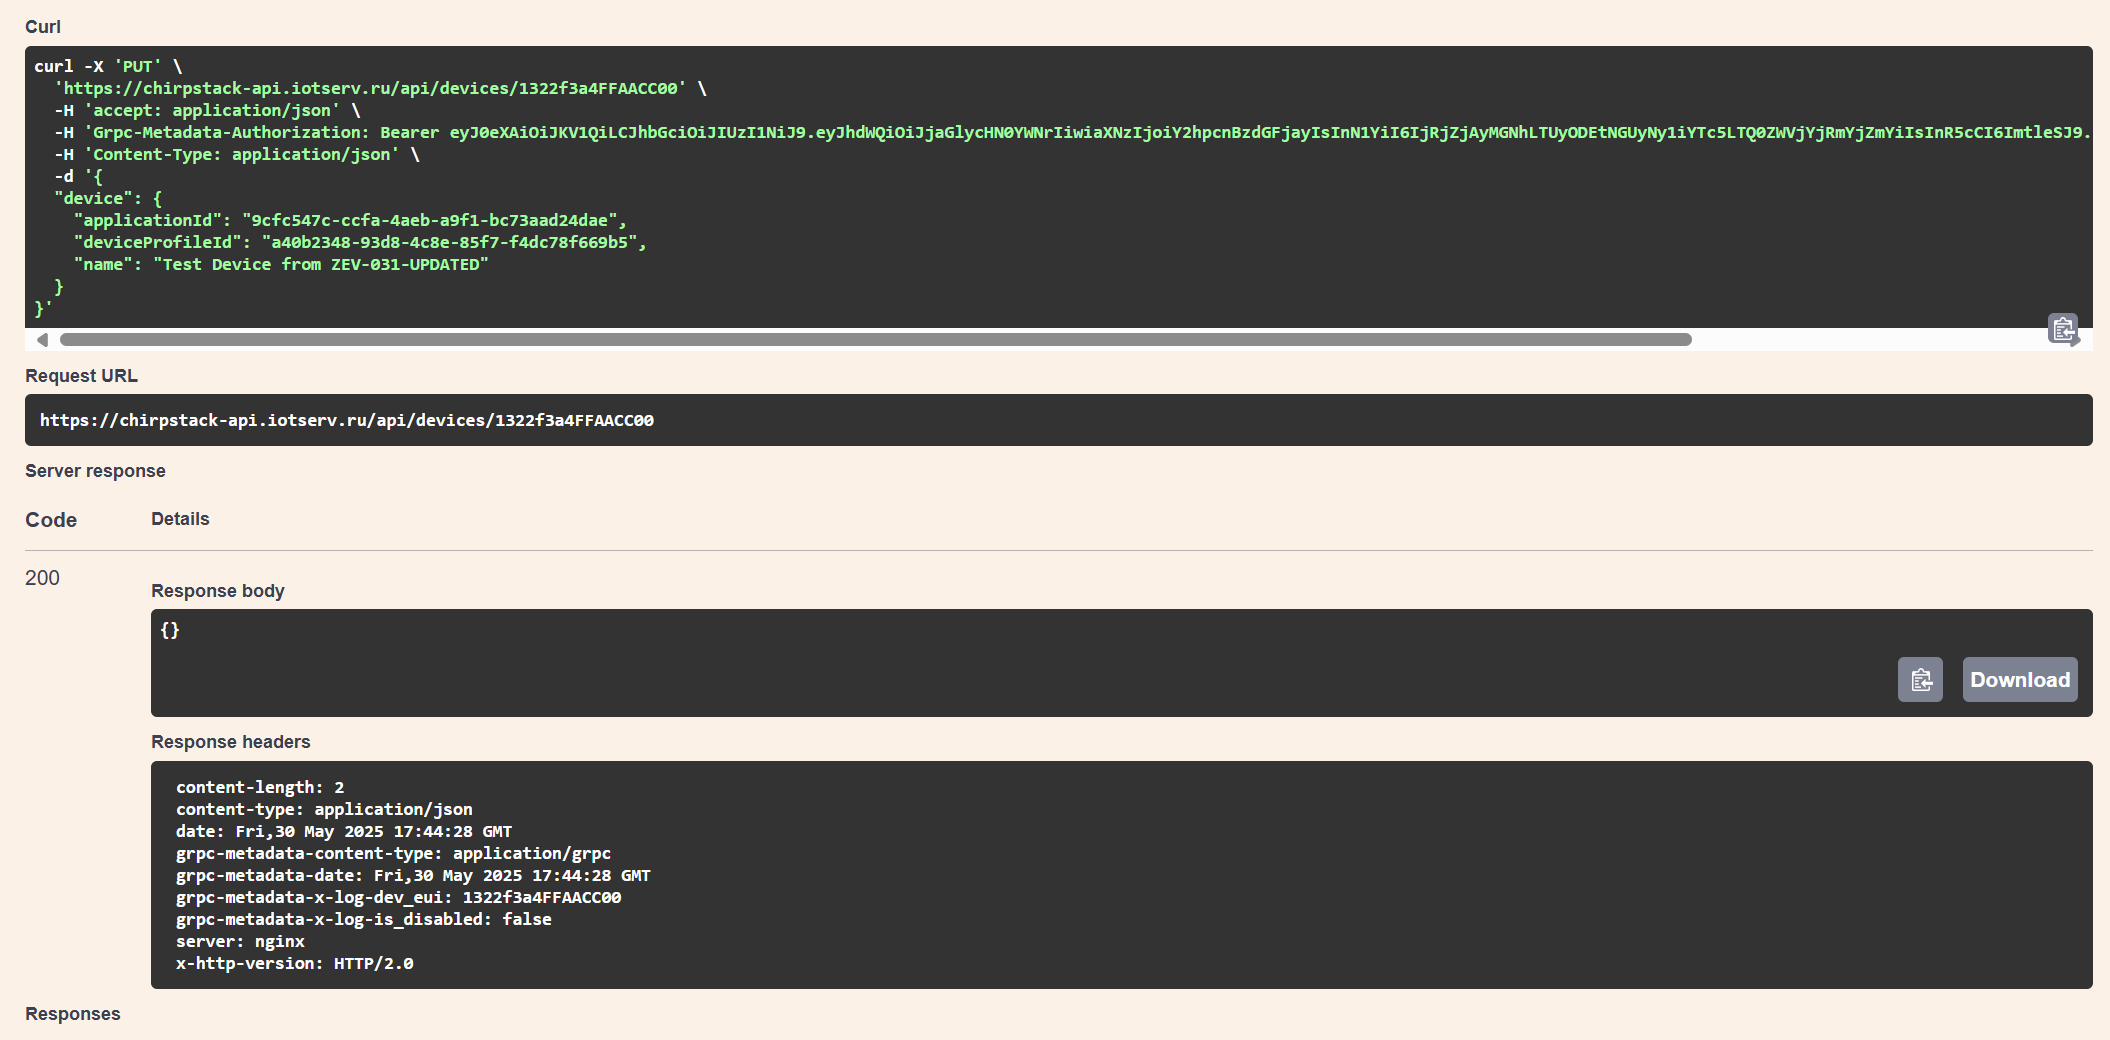 Curl
curl -X 'PUT' \
'https://chirpstack-api.iotserv.ru/api/devices/1322f3a4FFAACC00' \
-H 'accept: application/json' \
-H 'Grpc-Metadata-Authorization: Bearer eyJ0eXAiOiJKV1QiLCJhbGciOiJIUzI1NiJ9.eyJhdWQiOiJjaGlycHN0YWNrIiwiaXNzIjoiY2hpcnBzdGFjayIsInN1YiI6IjRjZjAyMGNhLTUyODEtNGUyNy1iYTc5LTQ0ZWVjYjRmYjZmYiIsInR5cCI6ImtleSJ9.
-H 'Content-Type: application/json' \
-d '{
"device": {
"applicationId": "9cfc547c-ccfa-4aeb-a9f1-bc73aad24dae",
"deviceProfileId": "a40b2348-93d8-4c8e-85f7-f4dc78f669b5",
"name": "Test Device from ZEV-031-UPDATED"
}
}'
Request URL
https://chirpstack-api.iotserv.ru/api/devices/1322f3a4FFAACC00
Server response
Code Details
200
Response body
{}
Download
Response headers
content-length: 2
content-type: application/json
date: Fri,30 May 2025 17:44:28 GMT
grpc-metadata-content-type: application/grpc
grpc-metadata-date: Fri,30 May 2025 17:44:28 GMT
grpc-metadata-x-log-dev_eui: 1322f3a4FFAACC00
grpc-metadata-x-log-is_disabled: false
server: nginx
x-http-version: HTTP/2.0
Responses